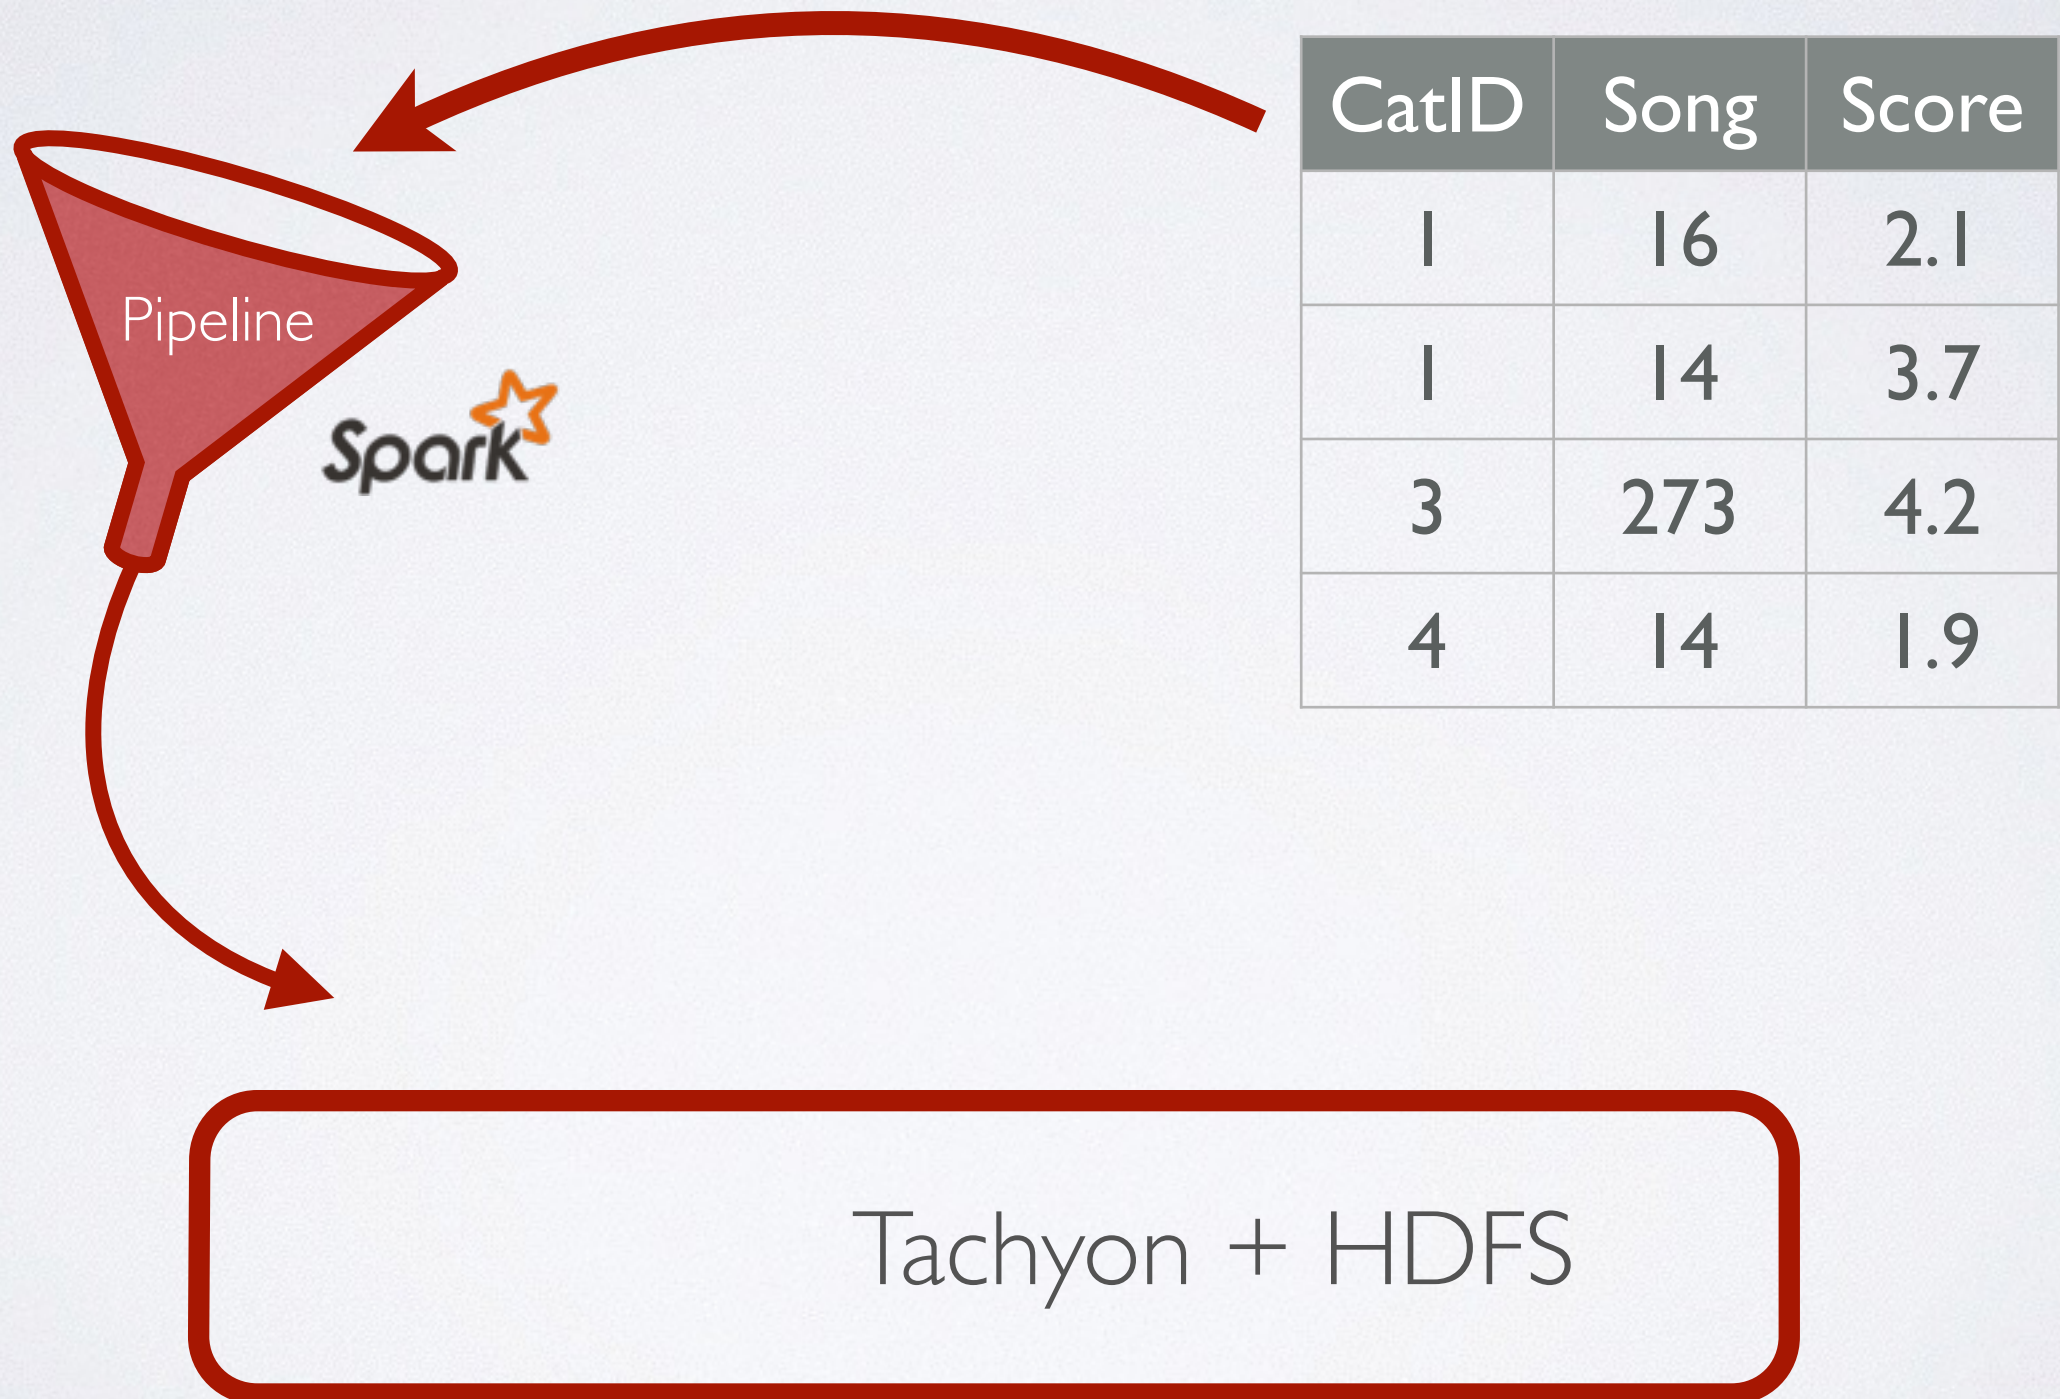 CatID Song Score
1 16 2.1
1 14 3.7
3 273 4.2
4 14 1.9
Pipeline
Spark
Tachyon + HDFS